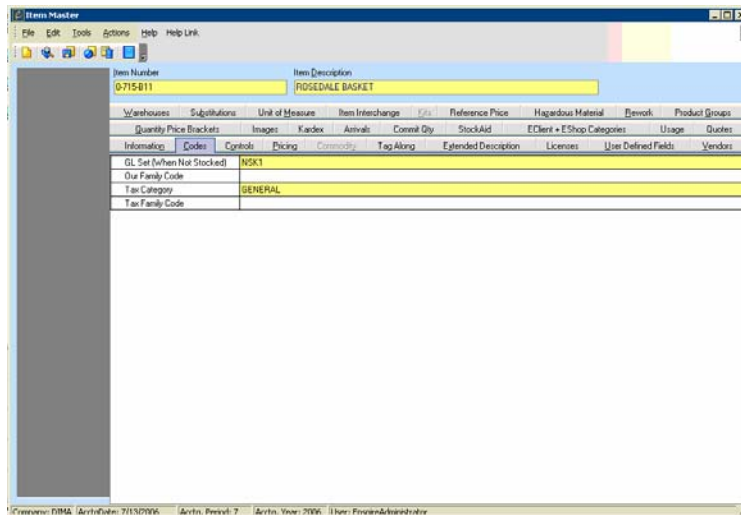 Item Master
File Edit Tools Actions Help Help Link
Item Number Item Description
0-715-B11 ROSEDALE BASKET
Warehouses Substitutions Unit of Measure Item Interchange Kits Reference Price Hazardous Material Rework Product Groups
Quantity Price Brackets Images Kardex Arrivals Commit Qty StockAid EClient + EShop Categories Usage Quotes
Information Codes Controls Pricing Commodity Tag Along Extended Description Licenses User Defined Fields Vendors
GL Set (When Not Stocked) NSK1
Our Family Code
Tax Category GENERAL
Tax Family Code
Company: DIMA AcctgDate: 7/13/2006 Acctg. Period: 7 Acctg. Year: 2006 User: EnspireAdministrator